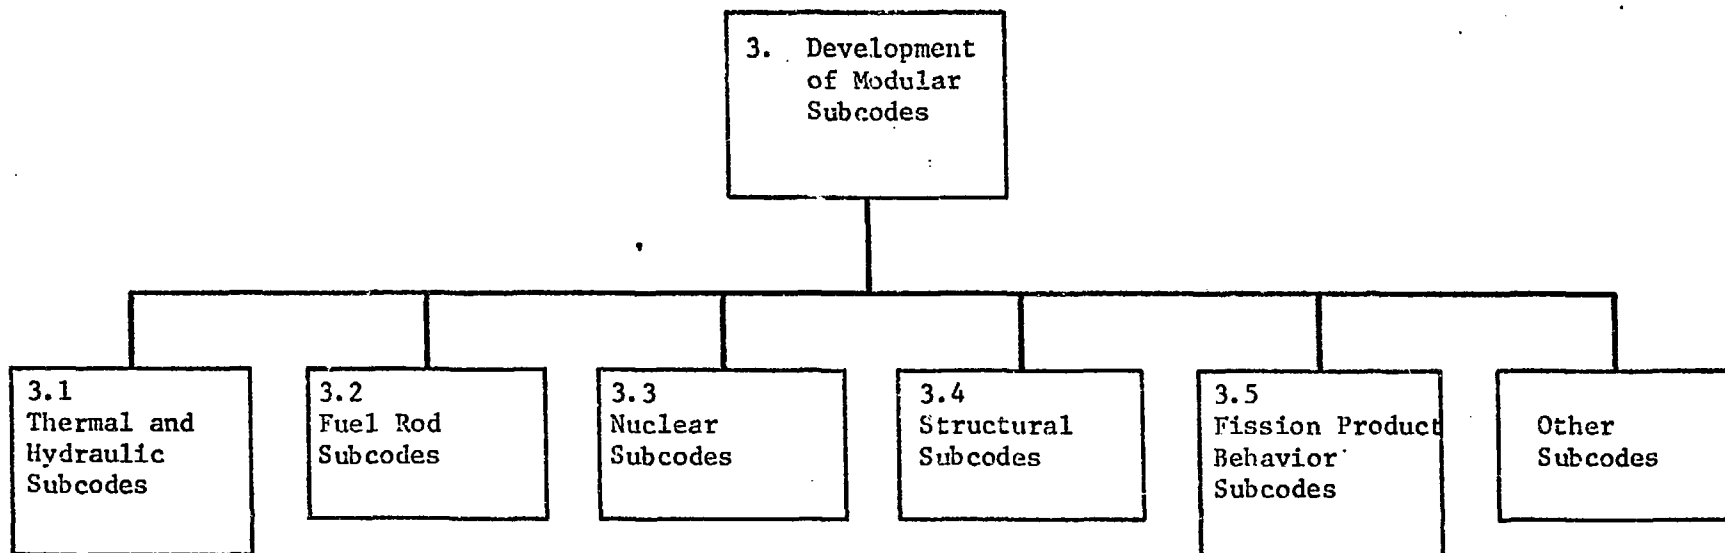 3. Development
of Modular
Subcodes
3.1
Thermal and
Hydraulic
Subcodes
3.2
Fuel Rod
Subcodes
3.3
Nuclear
Subcodes
3.4
Structural
Subcodes
3.5
Fission Product
Behavior
Subcodes
Other
Subcodes